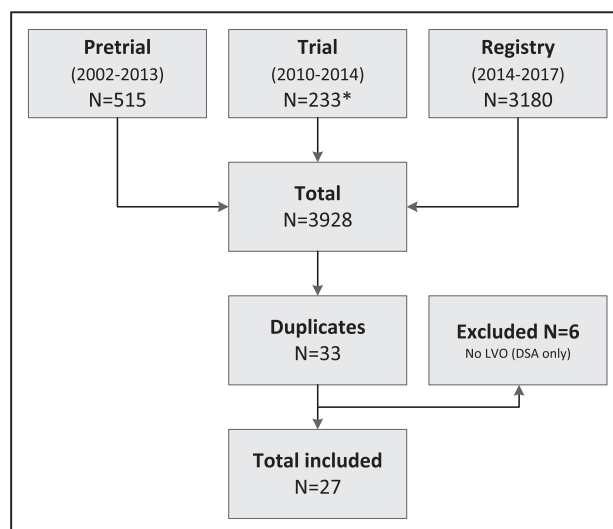 Pretrial
(2002-2013)
N=515
Trial
(2010-2014)
N=233*
Registry
(2014-2017)
N=3180
Total
N=3928
Duplicates
N=33
Excluded N=6
No LVO (DSA only)
Total included
N=27